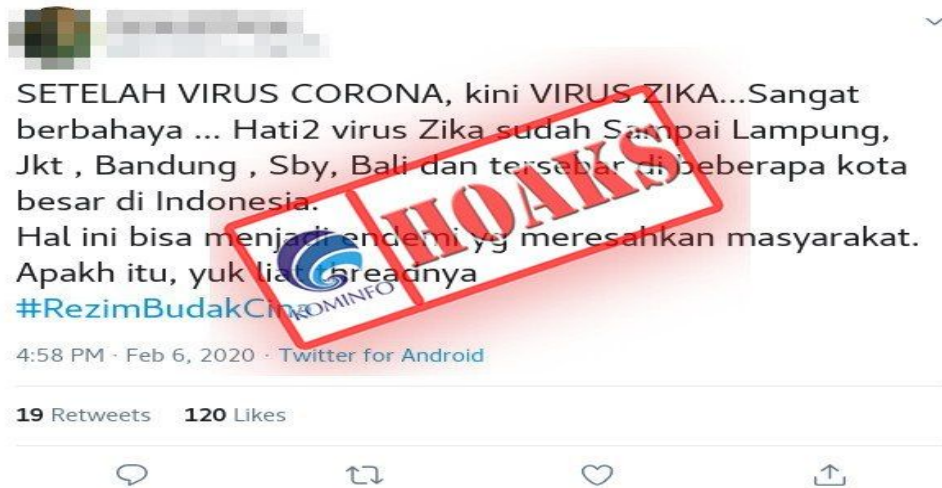 SETELAH VIRUS CORONA, kini VIRUS ZIKA...Sangat
berbahaya ... Hati2 virus Zika sudah Sampai Lampung,
Jkt , Bandung , Sby, Bali dan tersebar di beberapa kota
besar di Indonesia.
HOAKS
KOMINFO
Hal ini bisa menjadi endemi yg meresahkan masyarakat.
Apakh itu, yuk liat threadnya
#RezimBudakCina
4:58 PM · Feb 6, 2020 · Twitter for Android
19 Retweets 120 Likes